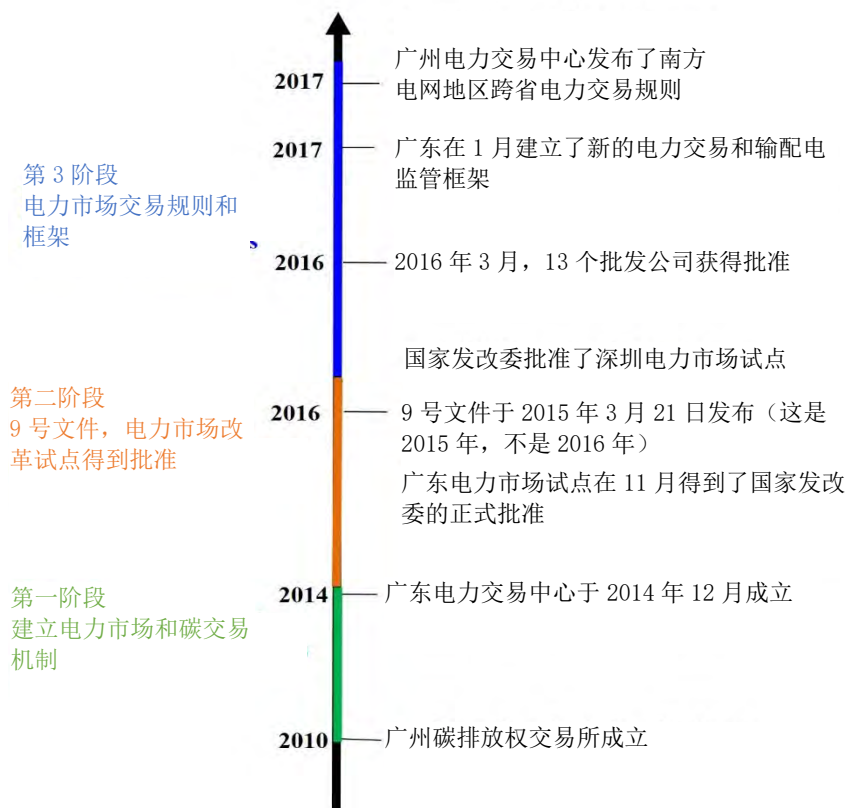 2017
广州电力交易中心发布了南方
电网地区跨省电力交易规则
2017
广东在 1 月建立了新的电力交易和输配电
监管框架
第 3 阶段
电力市场交易规则和
框架
2016
2016 年 3 月，13 个批发公司获得批准
国家发改委批准了深圳电力市场试点
第二阶段
9 号文件，电力市场改
革试点得到批准
2016
9 号文件于 2015 年 3 月 21 日发布（这是
2015 年，不是 2016 年）
广东电力市场试点在 11 月得到了国家发改
委的正式批准
第一阶段
建立电力市场和碳交易
机制
2014
广东电力交易中心于 2014 年 12 月成立
2010
广州碳排放权交易所成立